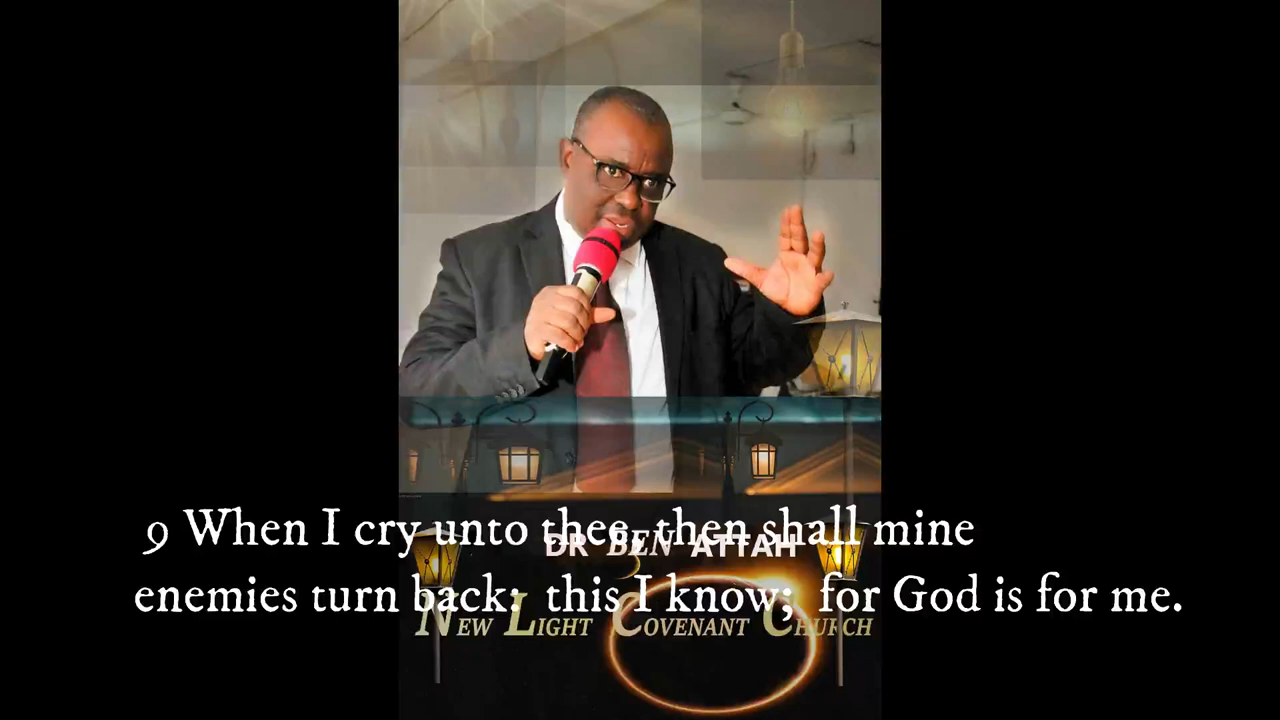 9 When I cry unto thee, then shall mine
DR BEN ATTAH
enemies turn back: this I know; for God is for me.
NEW LIGHT COVENANT CHURCH